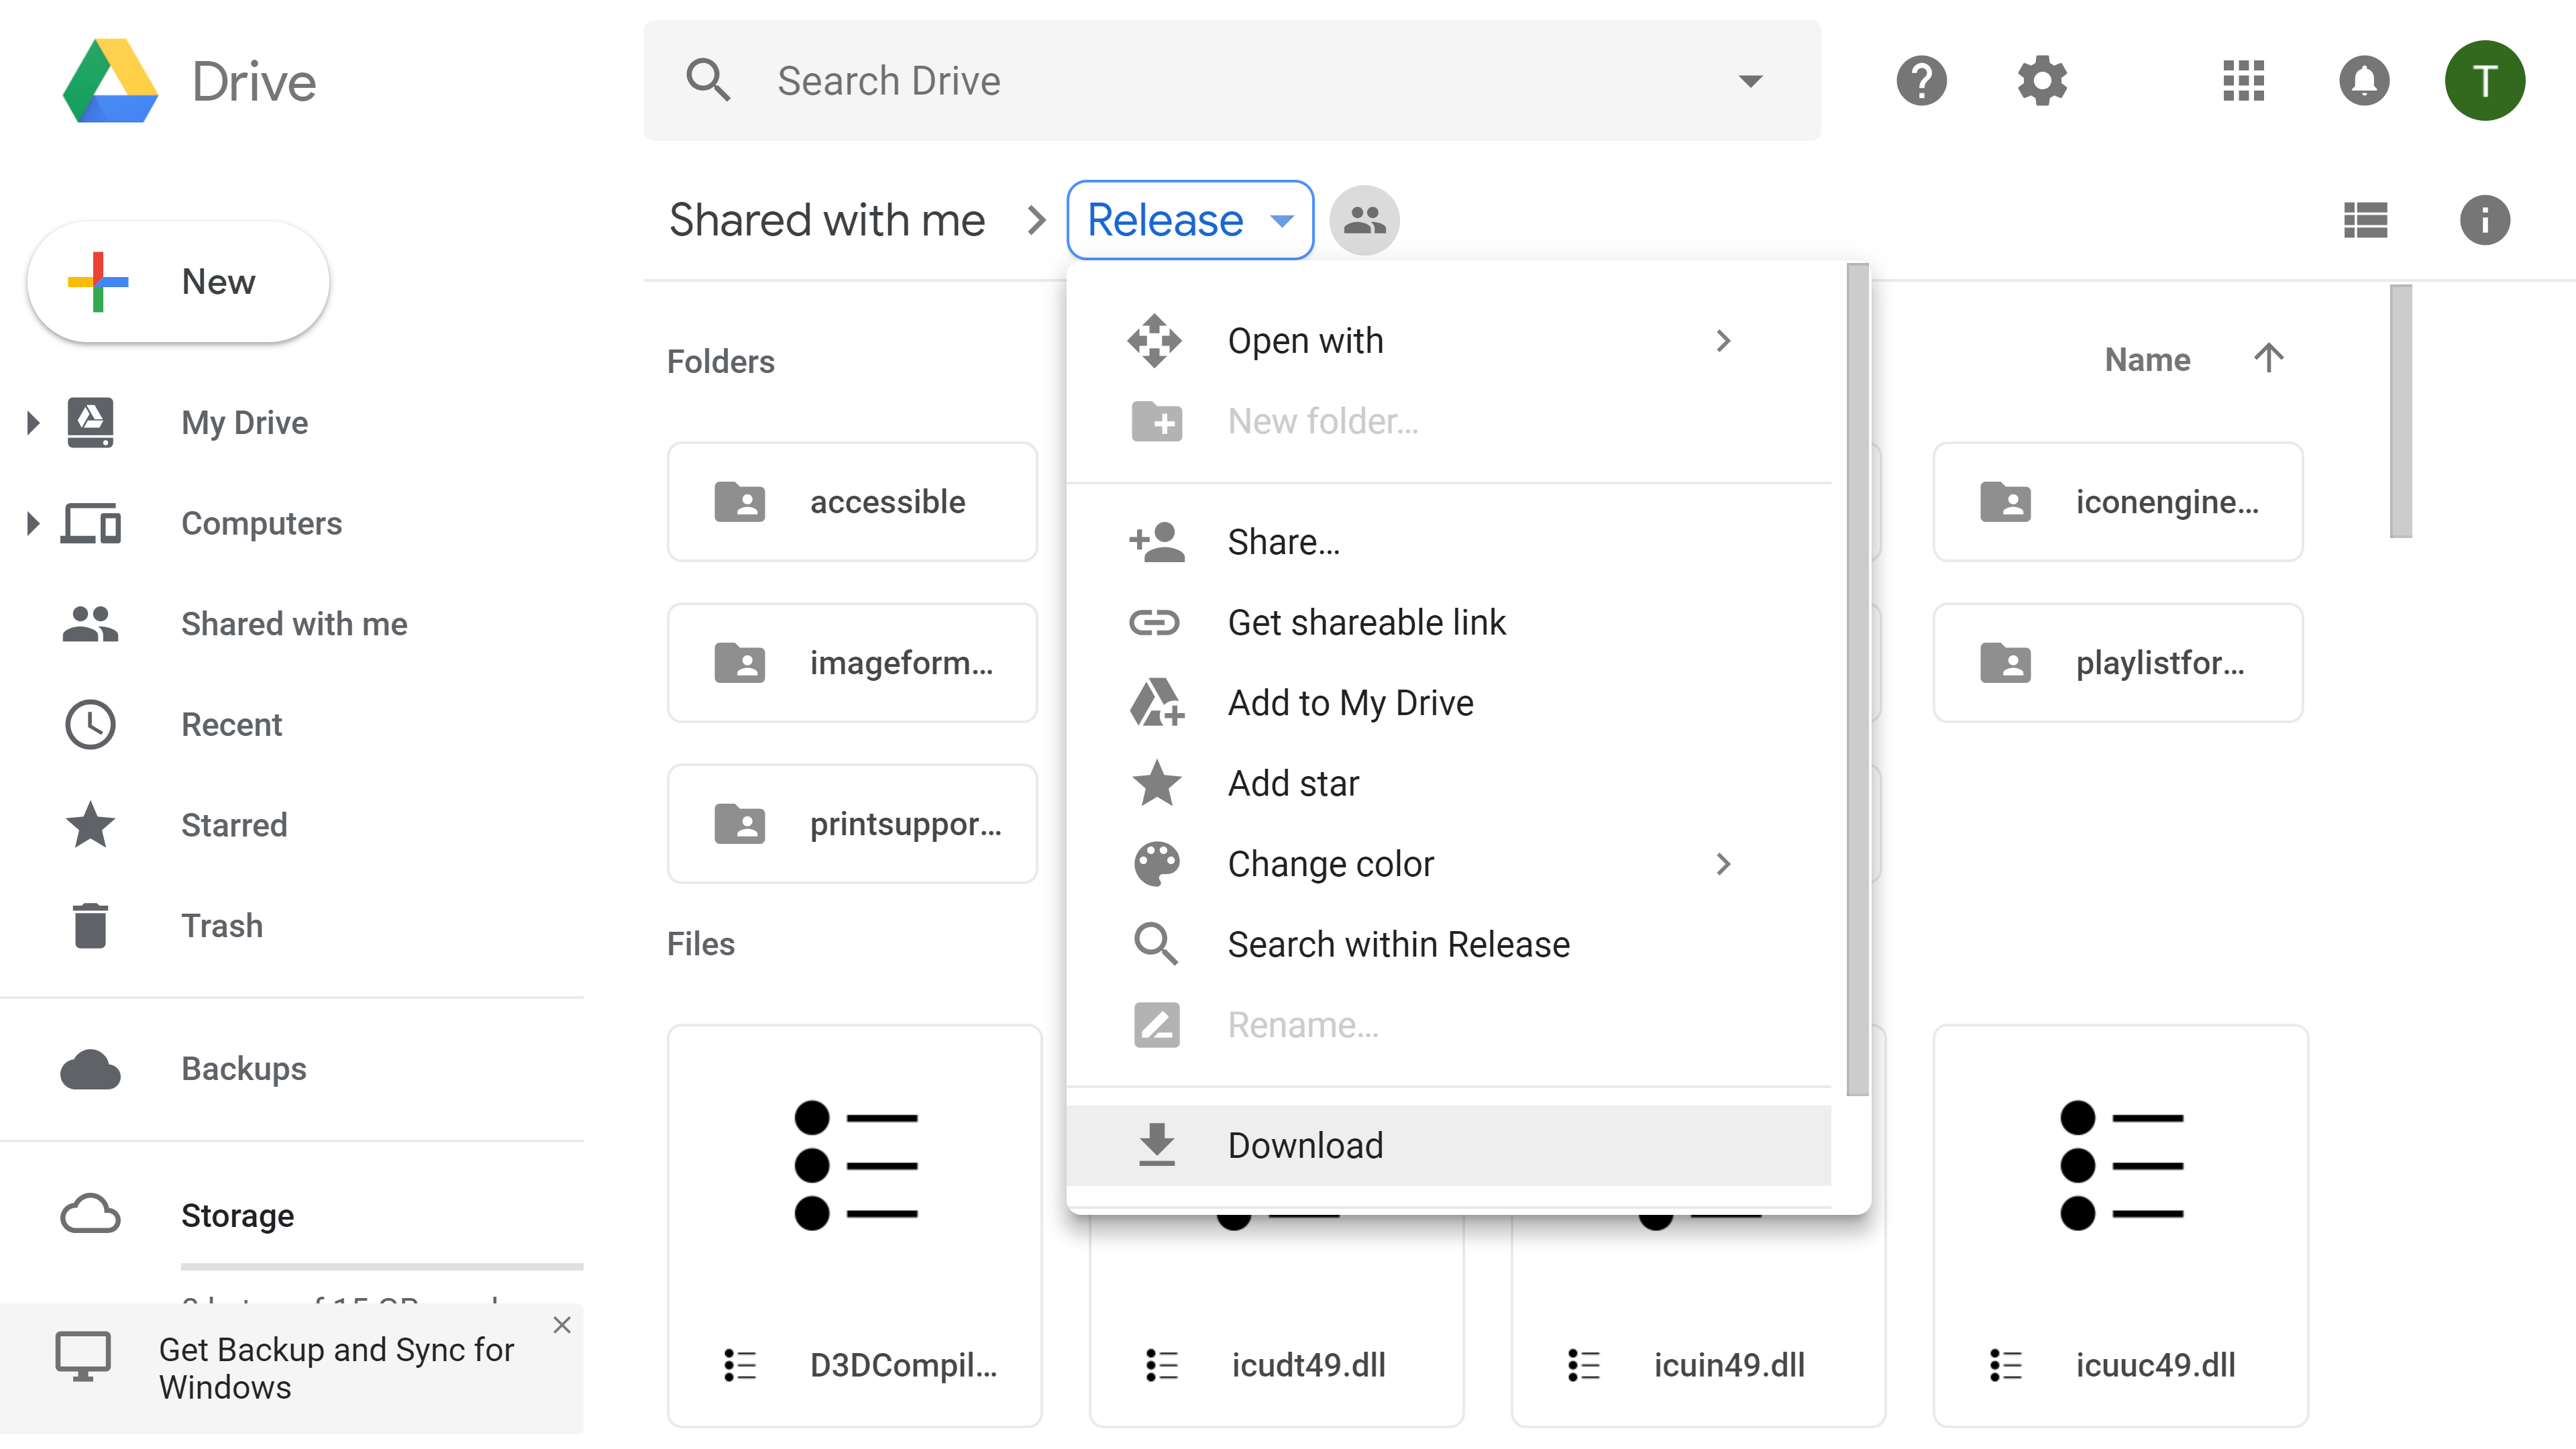 Drive
Search Drive
T
Shared with me
Release
New
Open with
Folders
Name
New folder...
My Drive
accessible
iconengine...
Computers
Share...
Shared with me
Get shareable link
imageform...
playlistfor...
Recent
Add to My Drive
Add star
Starred
printsuppor...
Change color
Trash
Files
Search within Release
Rename...
Backups
Download
Storage
Get Backup and Sync for
Windows
D3DCompil...
icudt49.dll
icuin49.dll
icuuc49.dll